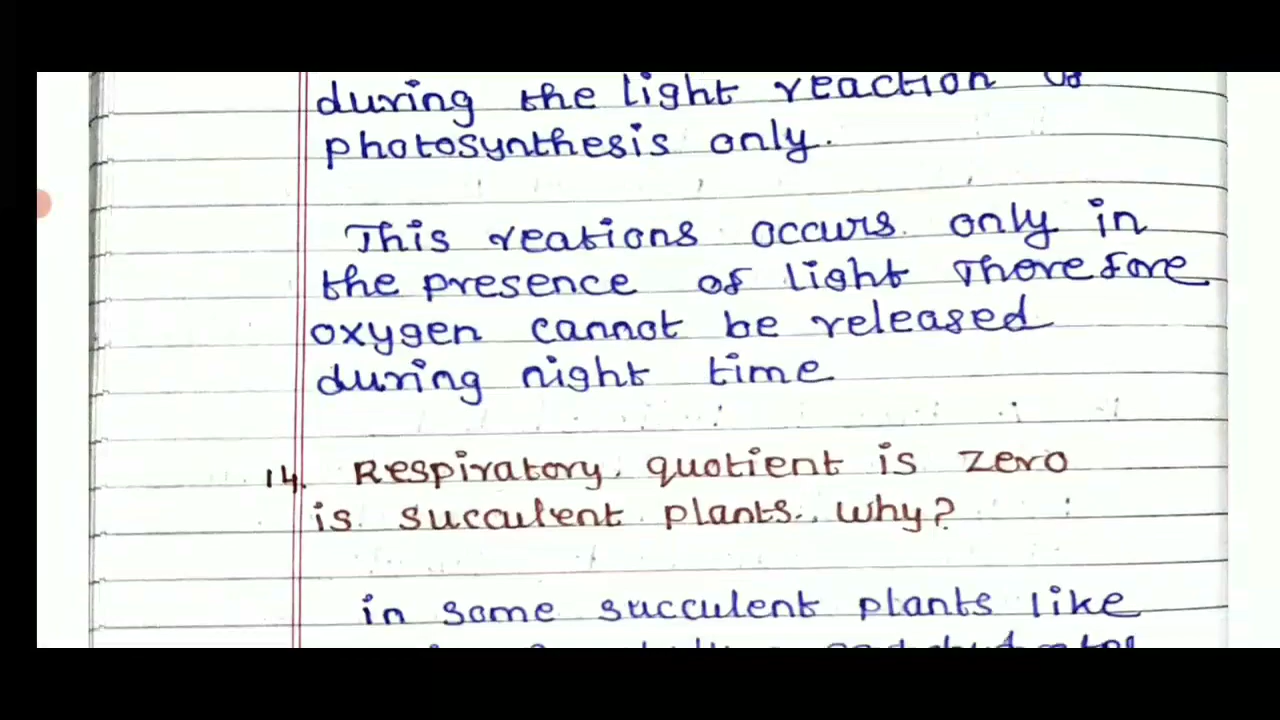 during the light reaction of
photosynthesis only.
This reations occurs only in
the presence of light Therefore
oxygen cannot be released
during night time
14. Respiratory quotient is zero
is succulent plants. Why?
in some succulent plants like